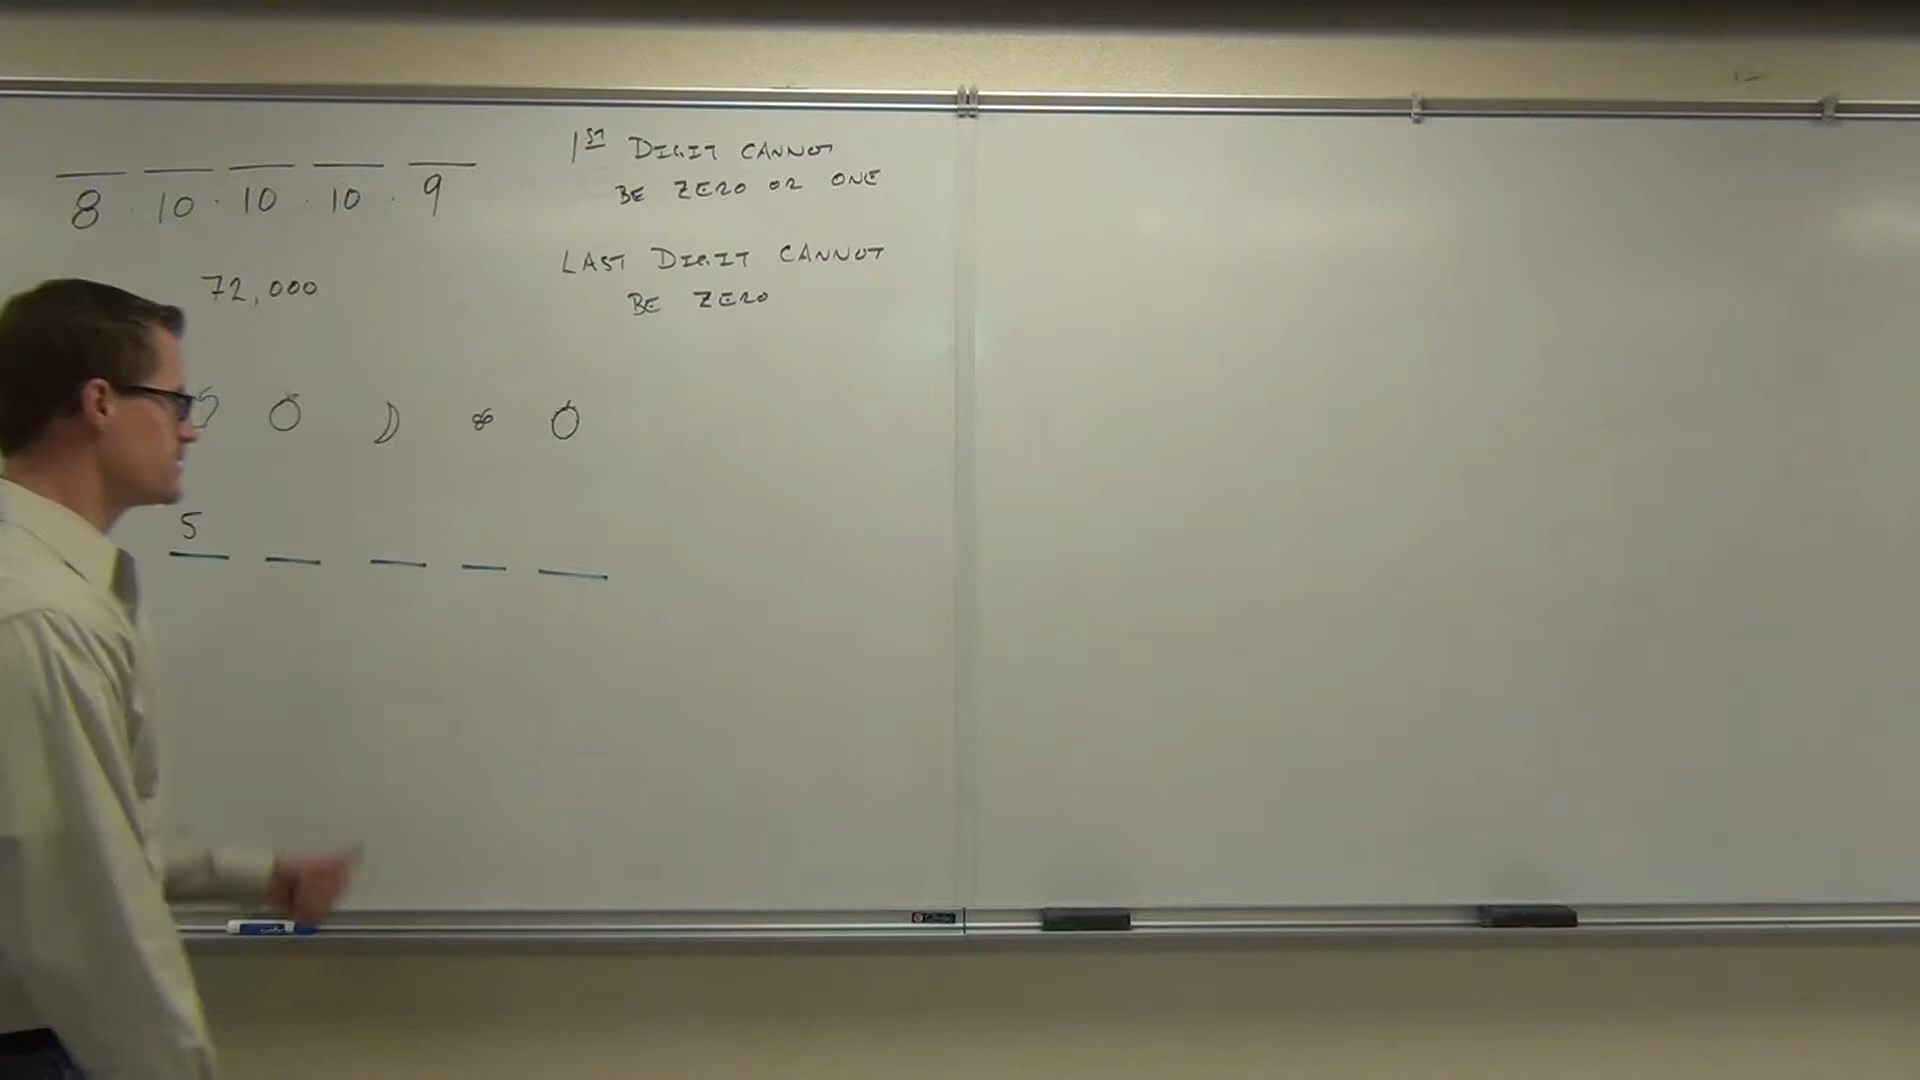 8 · 10 · 10 · 10 · 9
1ST DIGIT CANNOT
BE ZERO OR ONE
LAST DIGIT CANNOT
BE ZERO
72,000
5